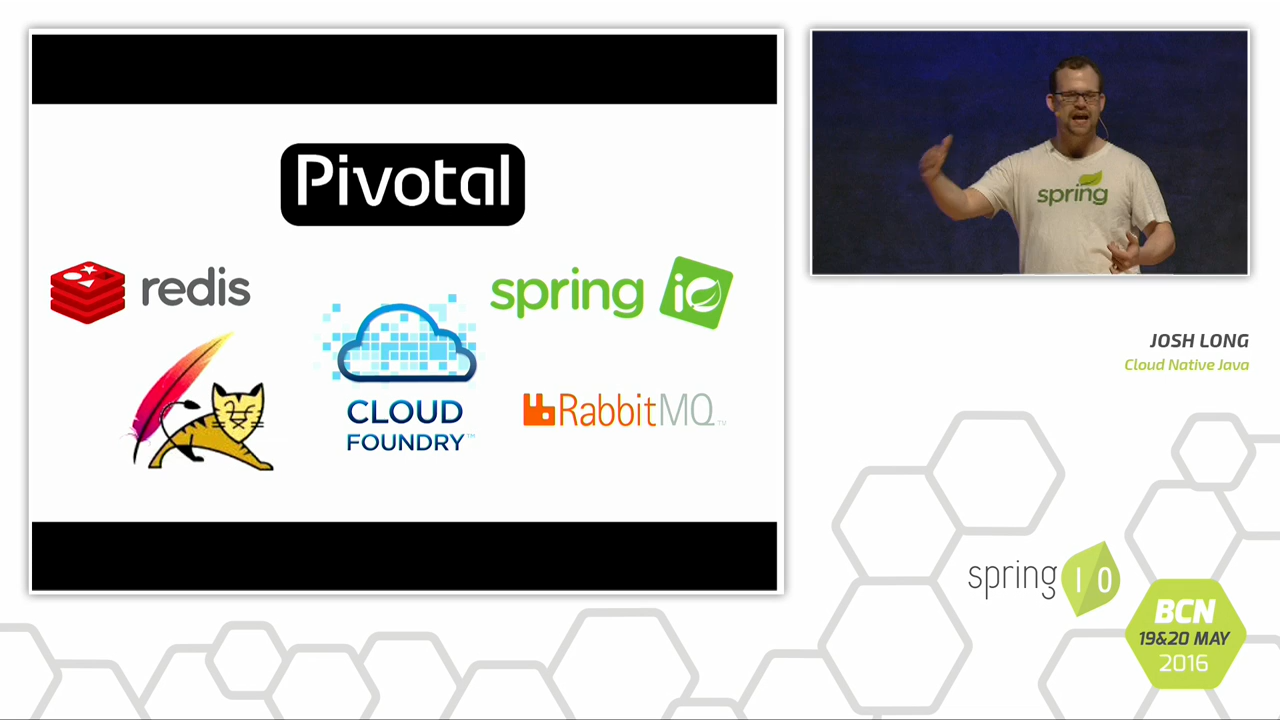 Pivotal
redis
spring
iO
CLOUD
FOUNDRY™
RabbitMQ
spring
JOSH LONG
Cloud Native Java
spring IO
BCN
19&20 MAY
2016